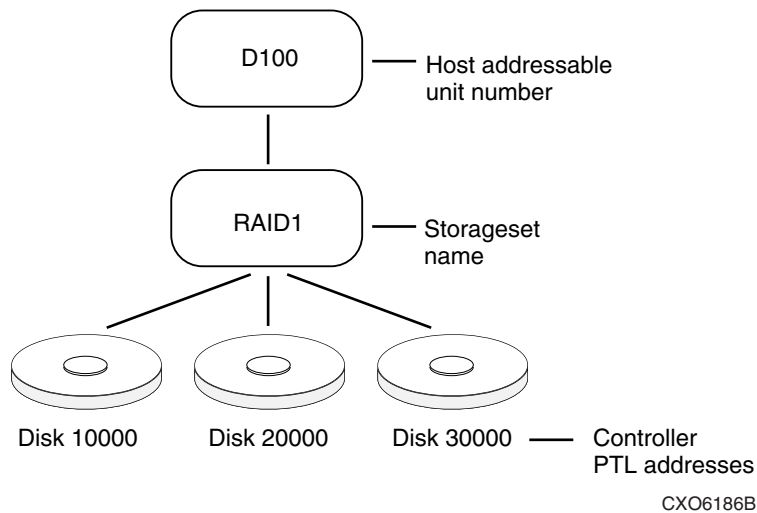 D100
Host addressable
unit number
RAID1
Storageset
name
Disk 10000
Disk 20000
Disk 30000
Controller
PTL addresses
CXO6186B